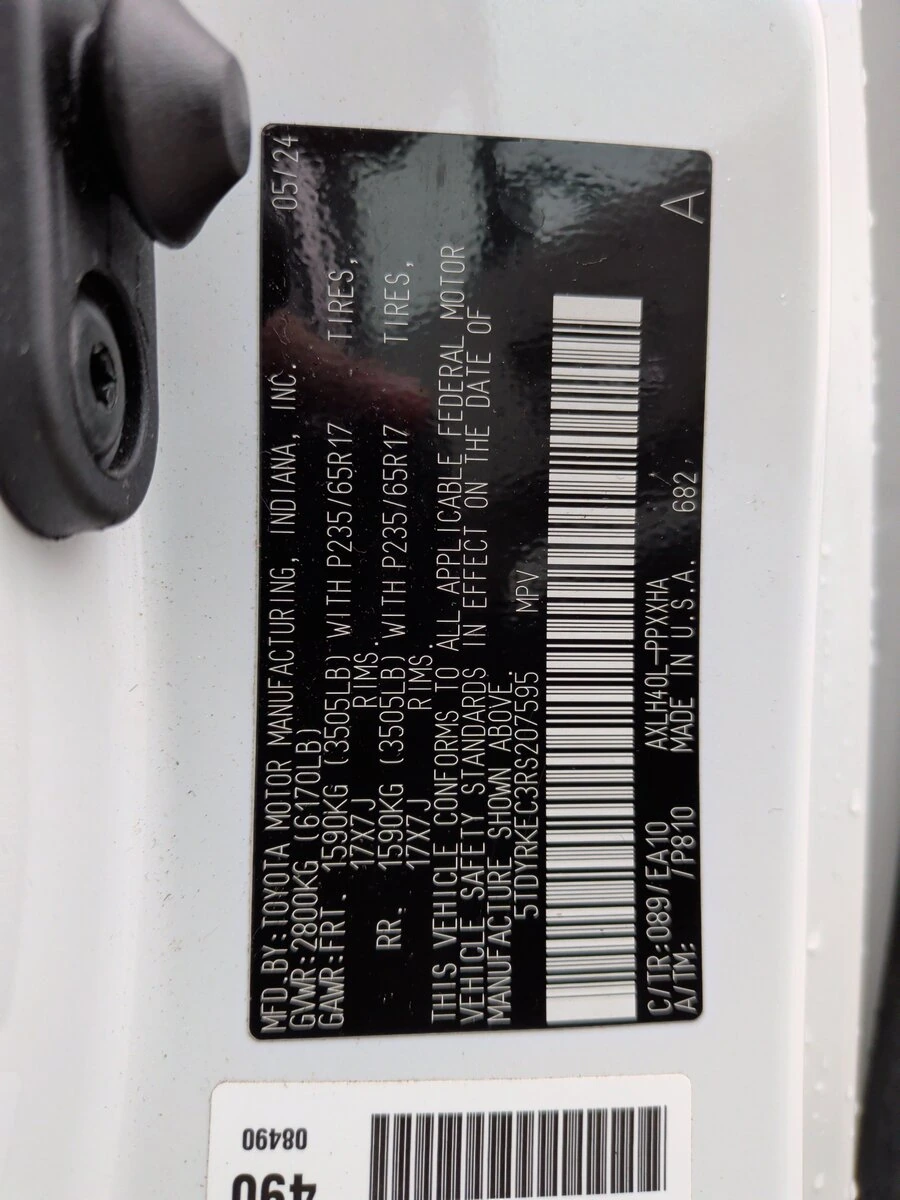 MFD.BY:TOYOTA MOTOR MANUFACTURING, INDIANA, INC. 05/24
GVWR:2800KG (6170LB)
GAWR:FRT. 1590KG (3505LB) WITH P235/65R17 TIRES,
17X7J RIMS.
RR. 1590KG (3505LB) WITH P235/65R17 TIRES,
17X7J RIMS.
THIS VEHICLE CONFORMS TO ALL APPLICABLE FEDERAL MOTOR
VEHICLE SAFETY STANDARDS IN EFFECT ON THE DATE OF
MANUFACTURE SHOWN ABOVE.
5TDYRKEC3RS207595 MPV
C/TR:089/EA10 AXLH40L-PPXXHA
A/TM: /P810 MADE IN U.S.A. 682 A
08490
490